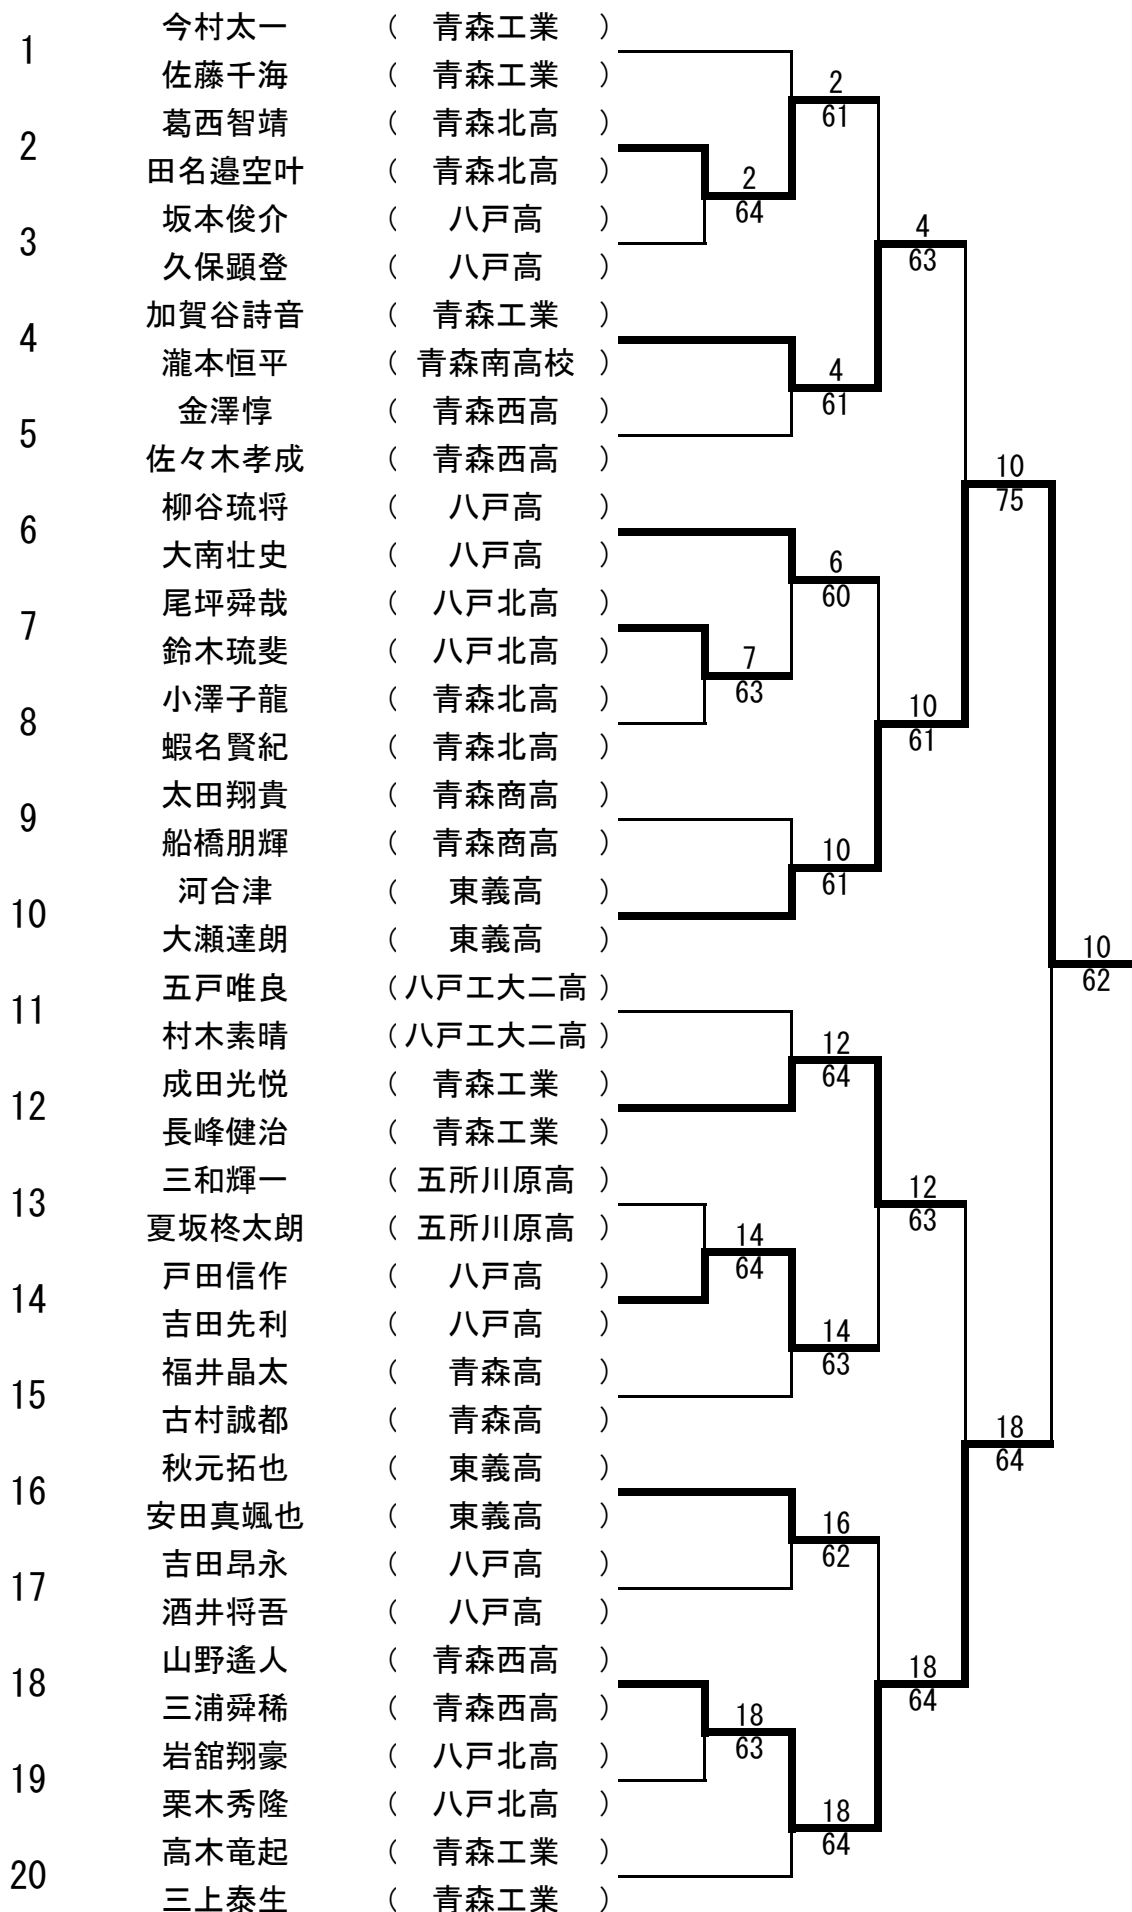 今村太一 （ 青森工業 ）
1
佐藤千海 （ 青森工業 ） 2
葛西智靖 （ 青森北高 ） 61
2
田名邉空叶 （ 青森北高 ） 2
坂本俊介 （ 八戸高 ） 64
3 4
久保顕登 （ 八戸高 ） 63
加賀谷詩音 （ 青森工業 ）
4
瀧本恒平 （ 青森南高校 ） 4
金澤惇 （ 青森西高 ） 61
5
佐々木孝成 （ 青森西高 ） 10
柳谷琉将 （ 八戸高 ） 75
6
大南壮史 （ 八戸高 ） 6
尾坪舜哉 （ 八戸北高 ） 60
7
鈴木琉斐 （ 八戸北高 ） 7
小澤子龍 （ 青森北高 ） 63
8 10
蝦名賢紀 （ 青森北高 ） 61
太田翔貴 （ 青森商高 ）
9
船橋朋輝 （ 青森商高 ） 10
河合津 （ 東義高 ） 61
10
大瀬達朗 （ 東義高 ） 10
五戸唯良 （ 八戸工大二高 ） 62
11
村木素晴 （ 八戸工大二高 ） 12
成田光悦 （ 青森工業 ） 64
12
長峰健治 （ 青森工業 ）
三和輝一 （ 五所川原高 ） 12
13 63
夏坂柊太朗 （ 五所川原高 ） 14
戸田信作 （ 八戸高 ） 64
14
吉田先利 （ 八戸高 ） 14
福井晶太 （ 青森高 ） 63
15
古村誠都 （ 青森高 ） 18
秋元拓也 （ 東義高 ） 64
16
安田真颯也 （ 東義高 ） 16
吉田昂永 （ 八戸高 ） 62
17
酒井将吾 （ 八戸高 ）
山野遙人 （ 青森西高 ） 18
18 64
三浦舜稀 （ 青森西高 ） 18
岩舘翔豪 （ 八戸北高 ） 63
19
栗木秀隆 （ 八戸北高 ） 18
高木竜起 （ 青森工業 ） 64
20
三上泰生 （ 青森工業 ）